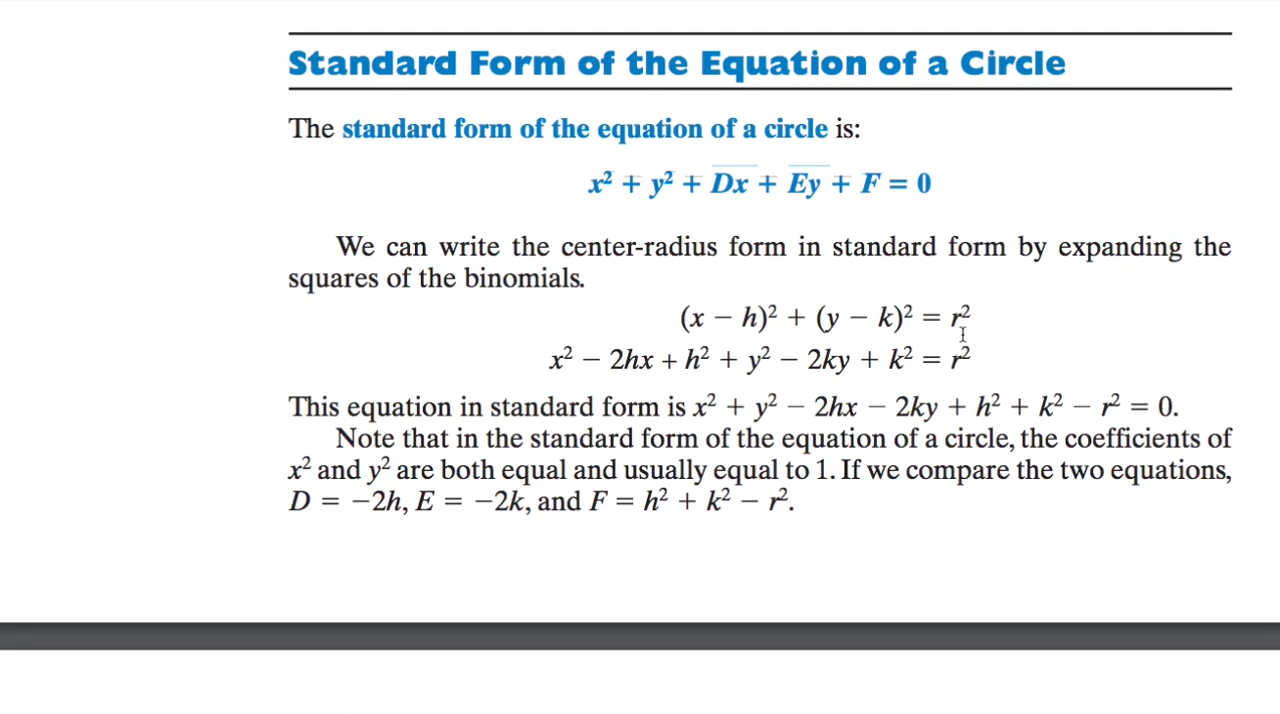 Standard Form of the Equation of a Circle
The standard form of the equation of a circle is:
x² + y² + Dx + Ey + F = 0
We can write the center-radius form in standard form by expanding the
squares of the binomials.
(x − h)² + (y − k)² = r²
x² − 2hx + h² + y² − 2ky + k² = r²
This equation in standard form is x² + y² − 2hx − 2ky + h² + k² − r² = 0.
Note that in the standard form of the equation of a circle, the coefficients of
x² and y² are both equal and usually equal to 1. If we compare the two equations,
D = −2h, E = −2k, and F = h² + k² − r².